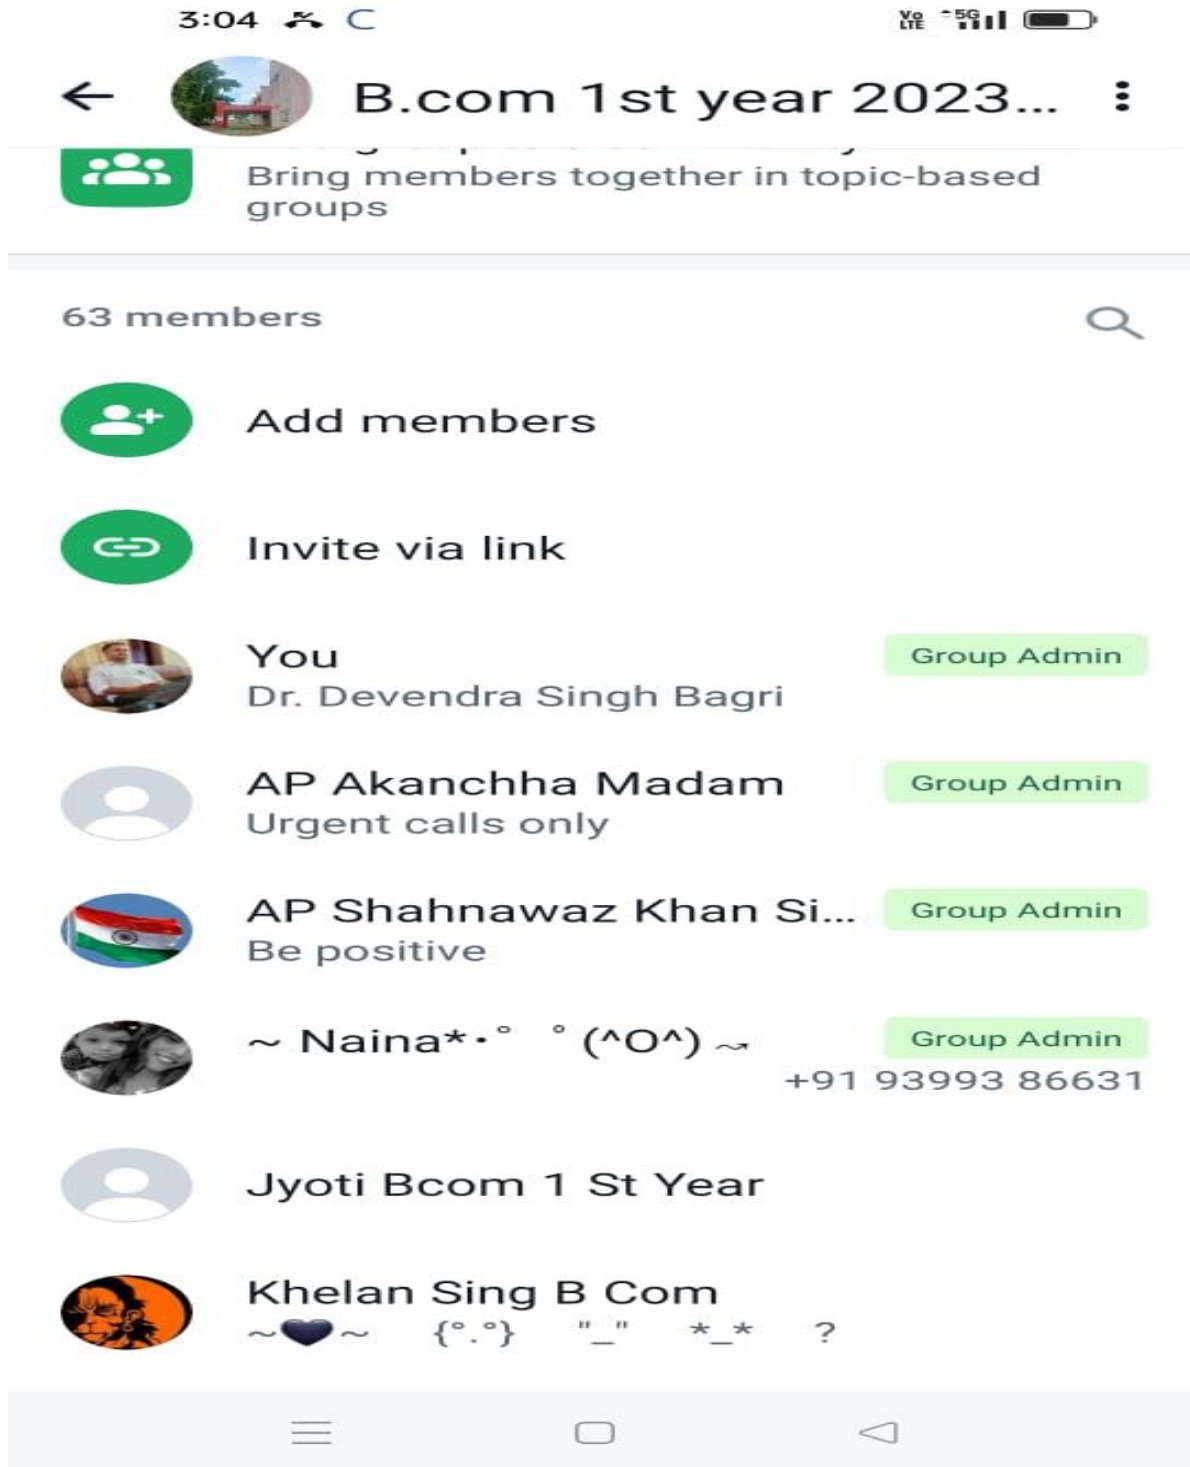 3:04 Vo LTE 5G
B.com 1st year 2023...
Bring members together in topic-based
groups
63 members
Add members
Invite via link
You Group Admin
Dr. Devendra Singh Bagri
AP Akanchha Madam Group Admin
Urgent calls only
AP Shahnawaz Khan Si... Group Admin
Be positive
~ Naina*･ﾟ ﾟ(^O^)↝ Group Admin
+91 93993 86631
Jyoti Bcom 1 St Year
Khelan Sing B Com
~🖤~ {°.°} "_" *_* ?